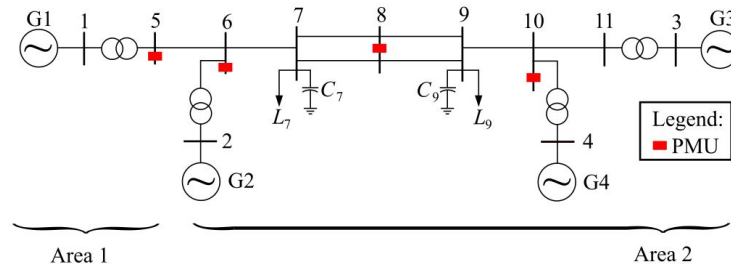 G1 1 5 6 7 8 9 10 11 3 G3
C7 C9
L7 L9
Legend:
PMU
2 4
G2 G4
Area 1 Area 2